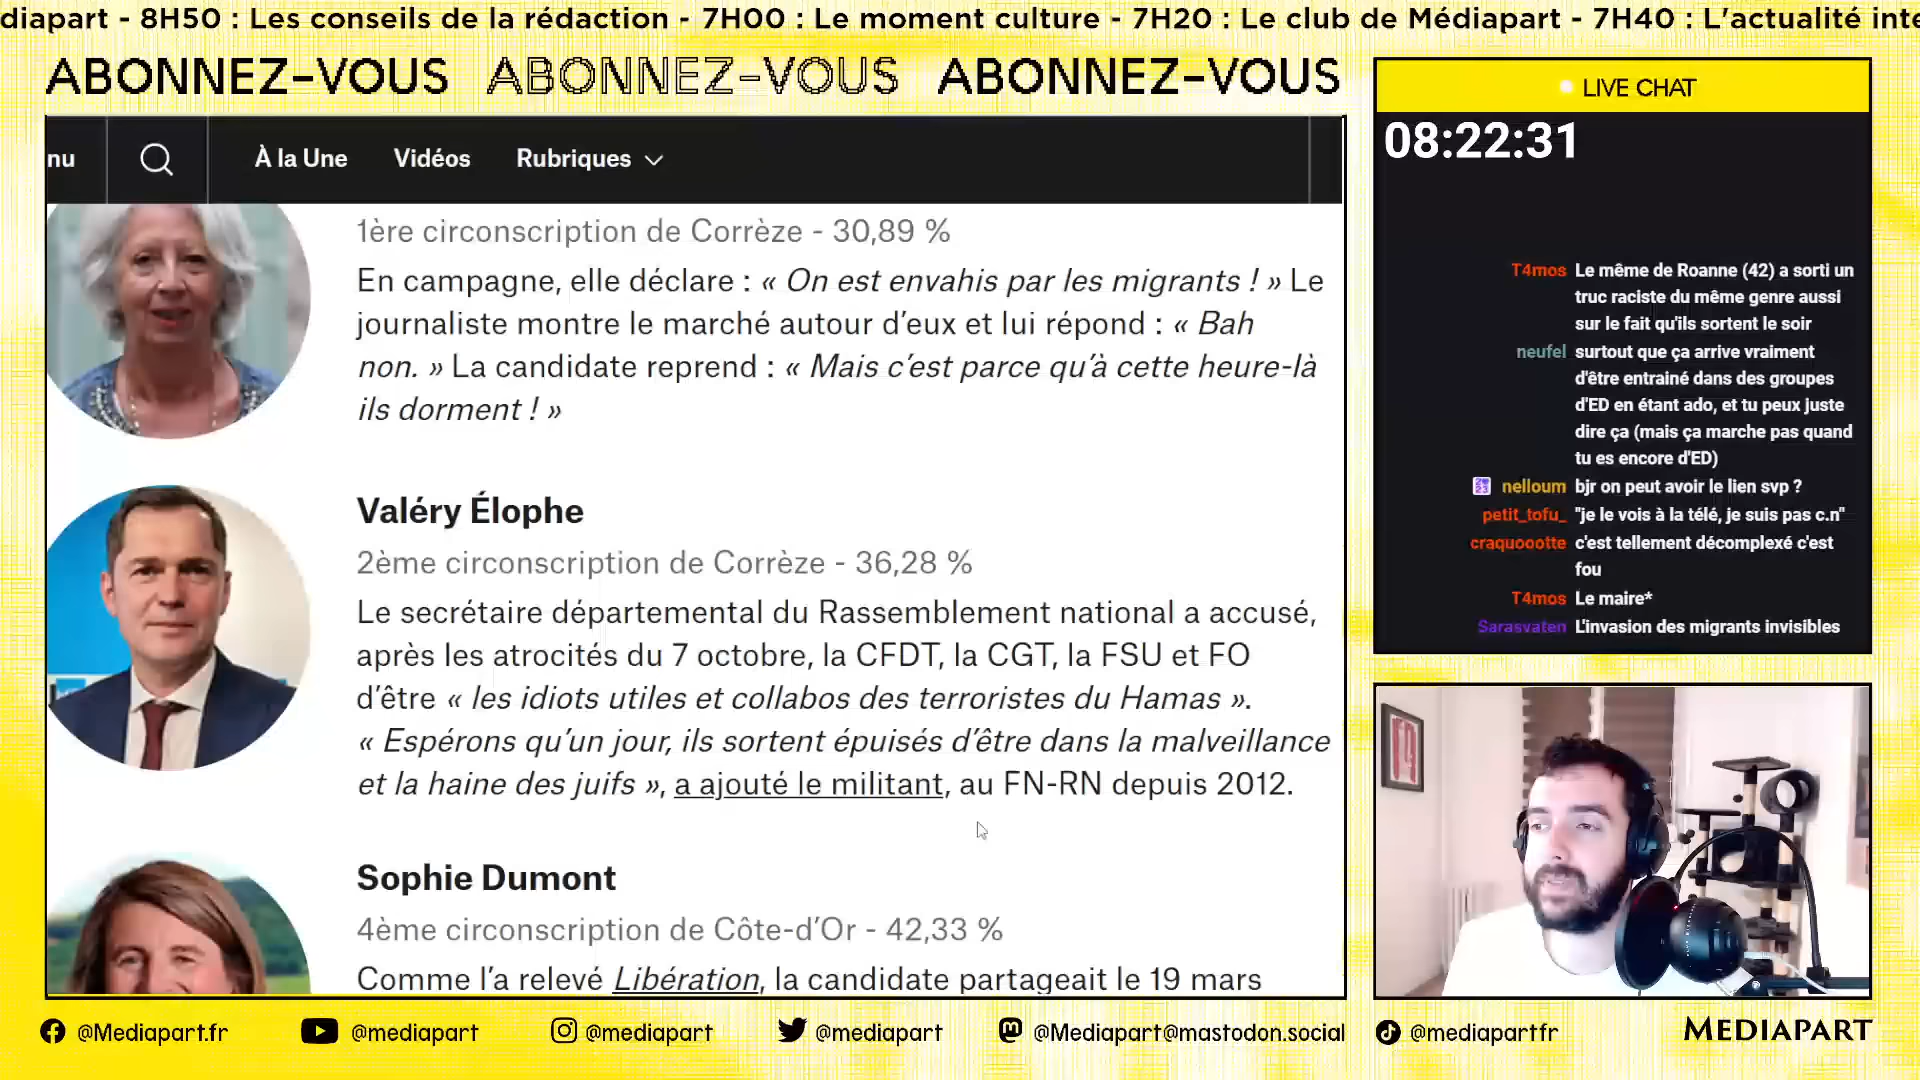 diapart - 8H50 : Les conseils de la rédaction - 7H00 : Le moment culture - 7H20 : Le club de Médiapart - 7H40 : L'actualité inte
ABONNEZ-VOUS ABONNEZ-VOUS ABONNEZ-VOUS
nu À la Une Vidéos Rubriques
1ère circonscription de Corrèze - 30,89 %
En campagne, elle déclare : « On est envahis par les migrants ! » Le
journaliste montre le marché autour d'eux et lui répond : « Bah
non. » La candidate reprend : « Mais c'est parce qu'à cette heure-là
ils dorment ! »
Valéry Élophe
2ème circonscription de Corrèze - 36,28 %
Le secrétaire départemental du Rassemblement national a accusé,
après les atrocités du 7 octobre, la CFDT, la CGT, la FSU et FO
d'être « les idiots utiles et collabos des terroristes du Hamas ».
« Espérons qu'un jour, ils sortent épuisés d'être dans la malveillance
et la haine des juifs », a ajouté le militant, au FN-RN depuis 2012.
Sophie Dumont
4ème circonscription de Côte-d'Or - 42,33 %
Comme l'a relevé Libération, la candidate partageait le 19 mars
LIVE CHAT
08:22:31
T4mos Le même de Roanne (42) a sorti un
truc raciste du même genre aussi
sur le fait qu'ils sortent le soir
neufel surtout que ça arrive vraiment
d'être entrainé dans des groupes
d'ED en étant ado, et tu peux juste
dire ça (mais ça marche pas quand
tu es encore d'ED)
nelloum bjr on peut avoir le lien svp ?
petit_tofu_ "je le vois à la télé, je suis pas c.n"
craquoootte c'est tellement décomplexé c'est
fou
T4mos Le maire*
Sarasvaten L'invasion des migrants invisibles
@Mediapart.fr @mediapart @mediapart @mediapart @Mediapart@mastodon.social @mediapartfr MEDIAPART